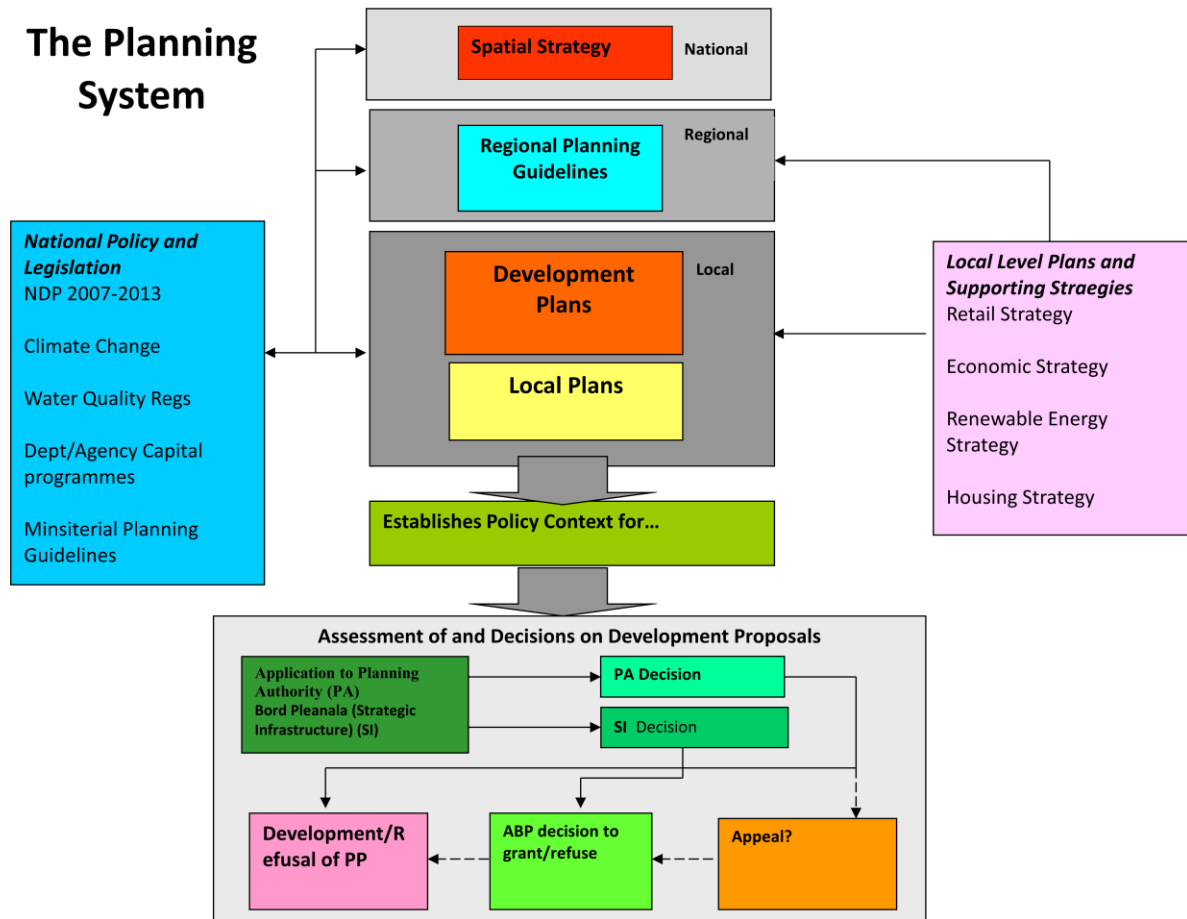 The Planning
System
Spatial Strategy
National
Regional Planning
Guidelines
Regional
National Policy and
Legislation
NDP 2007-2013
Climate Change
Water Quality Regs
Dept/Agency Capital
programmes
Minsiterial Planning
Guidelines
Development
Plans
Local
Local Plans
Local Level Plans and
Supporting Straegies
Retail Strategy
Economic Strategy
Renewable Energy
Strategy
Housing Strategy
Establishes Policy Context for...
Assessment of and Decisions on Development Proposals
Application to Planning
Authority (PA)
Bord Pleanala (Strategic
Infrastructure) (SI)
PA Decision
SI Decision
Development/R
efusal of PP
ABP decision to
grant/refuse
Appeal?